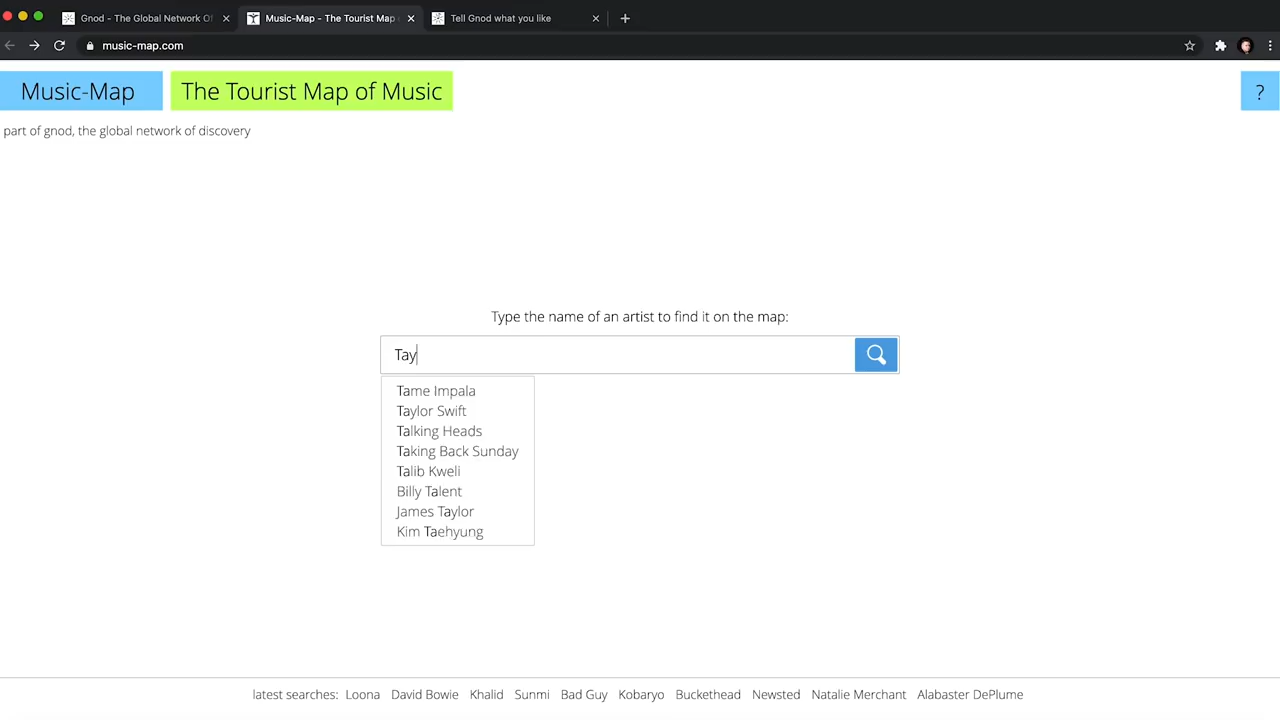 Gnod - The Global Network Of
Music-Map - The Tourist Map
Tell Gnod what you like
music-map.com
Music-Map
The Tourist Map of Music
?
part of gnod, the global network of discovery
Type the name of an artist to find it on the map:
Tay
Tame Impala
Taylor Swift
Talking Heads
Taking Back Sunday
Talib Kweli
Billy Talent
James Taylor
Kim Taehyung
latest searches: Loona David Bowie Khalid Sunmi Bad Guy Kobaryo Buckethead Newsted Natalie Merchant Alabaster DePlume